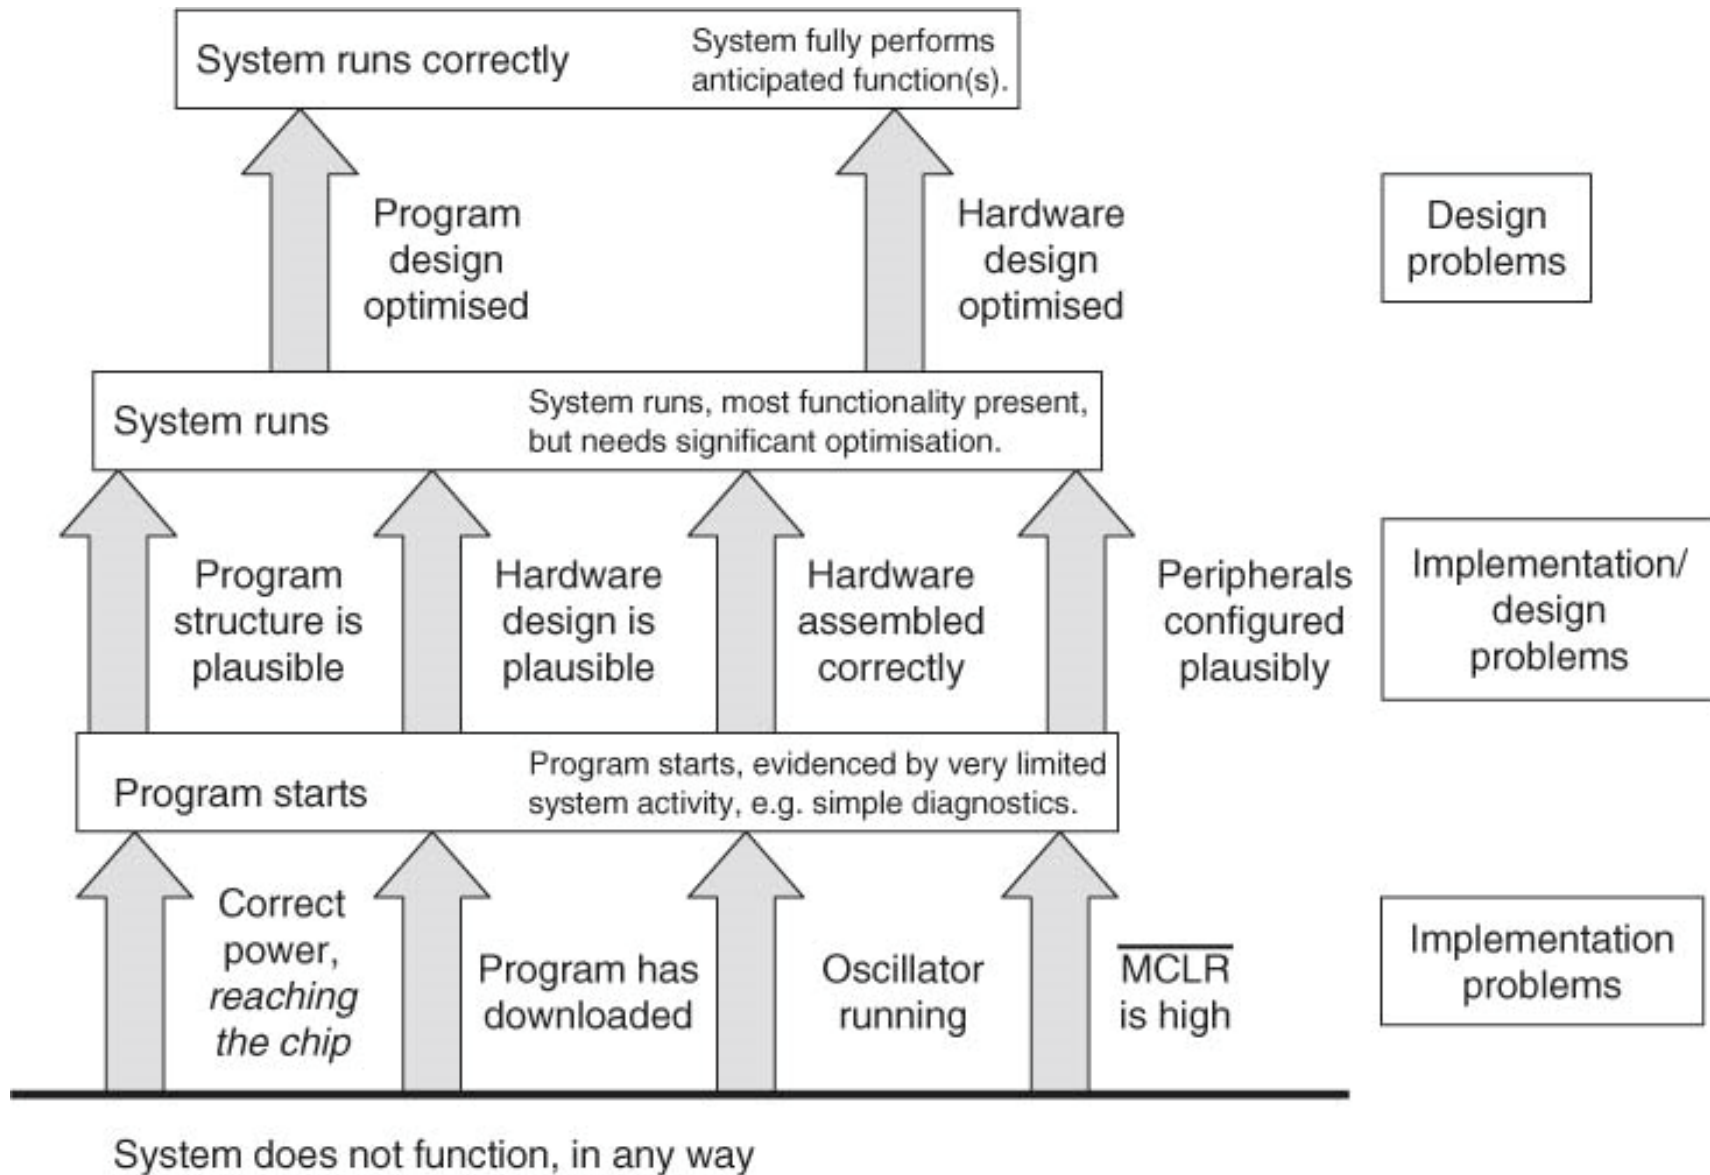 System runs correctly
System fully performs
anticipated function(s).
Program
design
optimised
Hardware
design
optimised
Design
problems
System runs
System runs, most functionality present,
but needs significant optimisation.
Program
structure is
plausible
Hardware
design is
plausible
Hardware
assembled
correctly
Peripherals
configured
plausibly
Implementation/
design
problems
Program starts
Program starts, evidenced by very limited
system activity, e.g. simple diagnostics.
Correct
power,
reaching
the chip
Program has
downloaded
Oscillator
running
M̅C̅L̅R̅
is high
Implementation
problems
System does not function, in any way